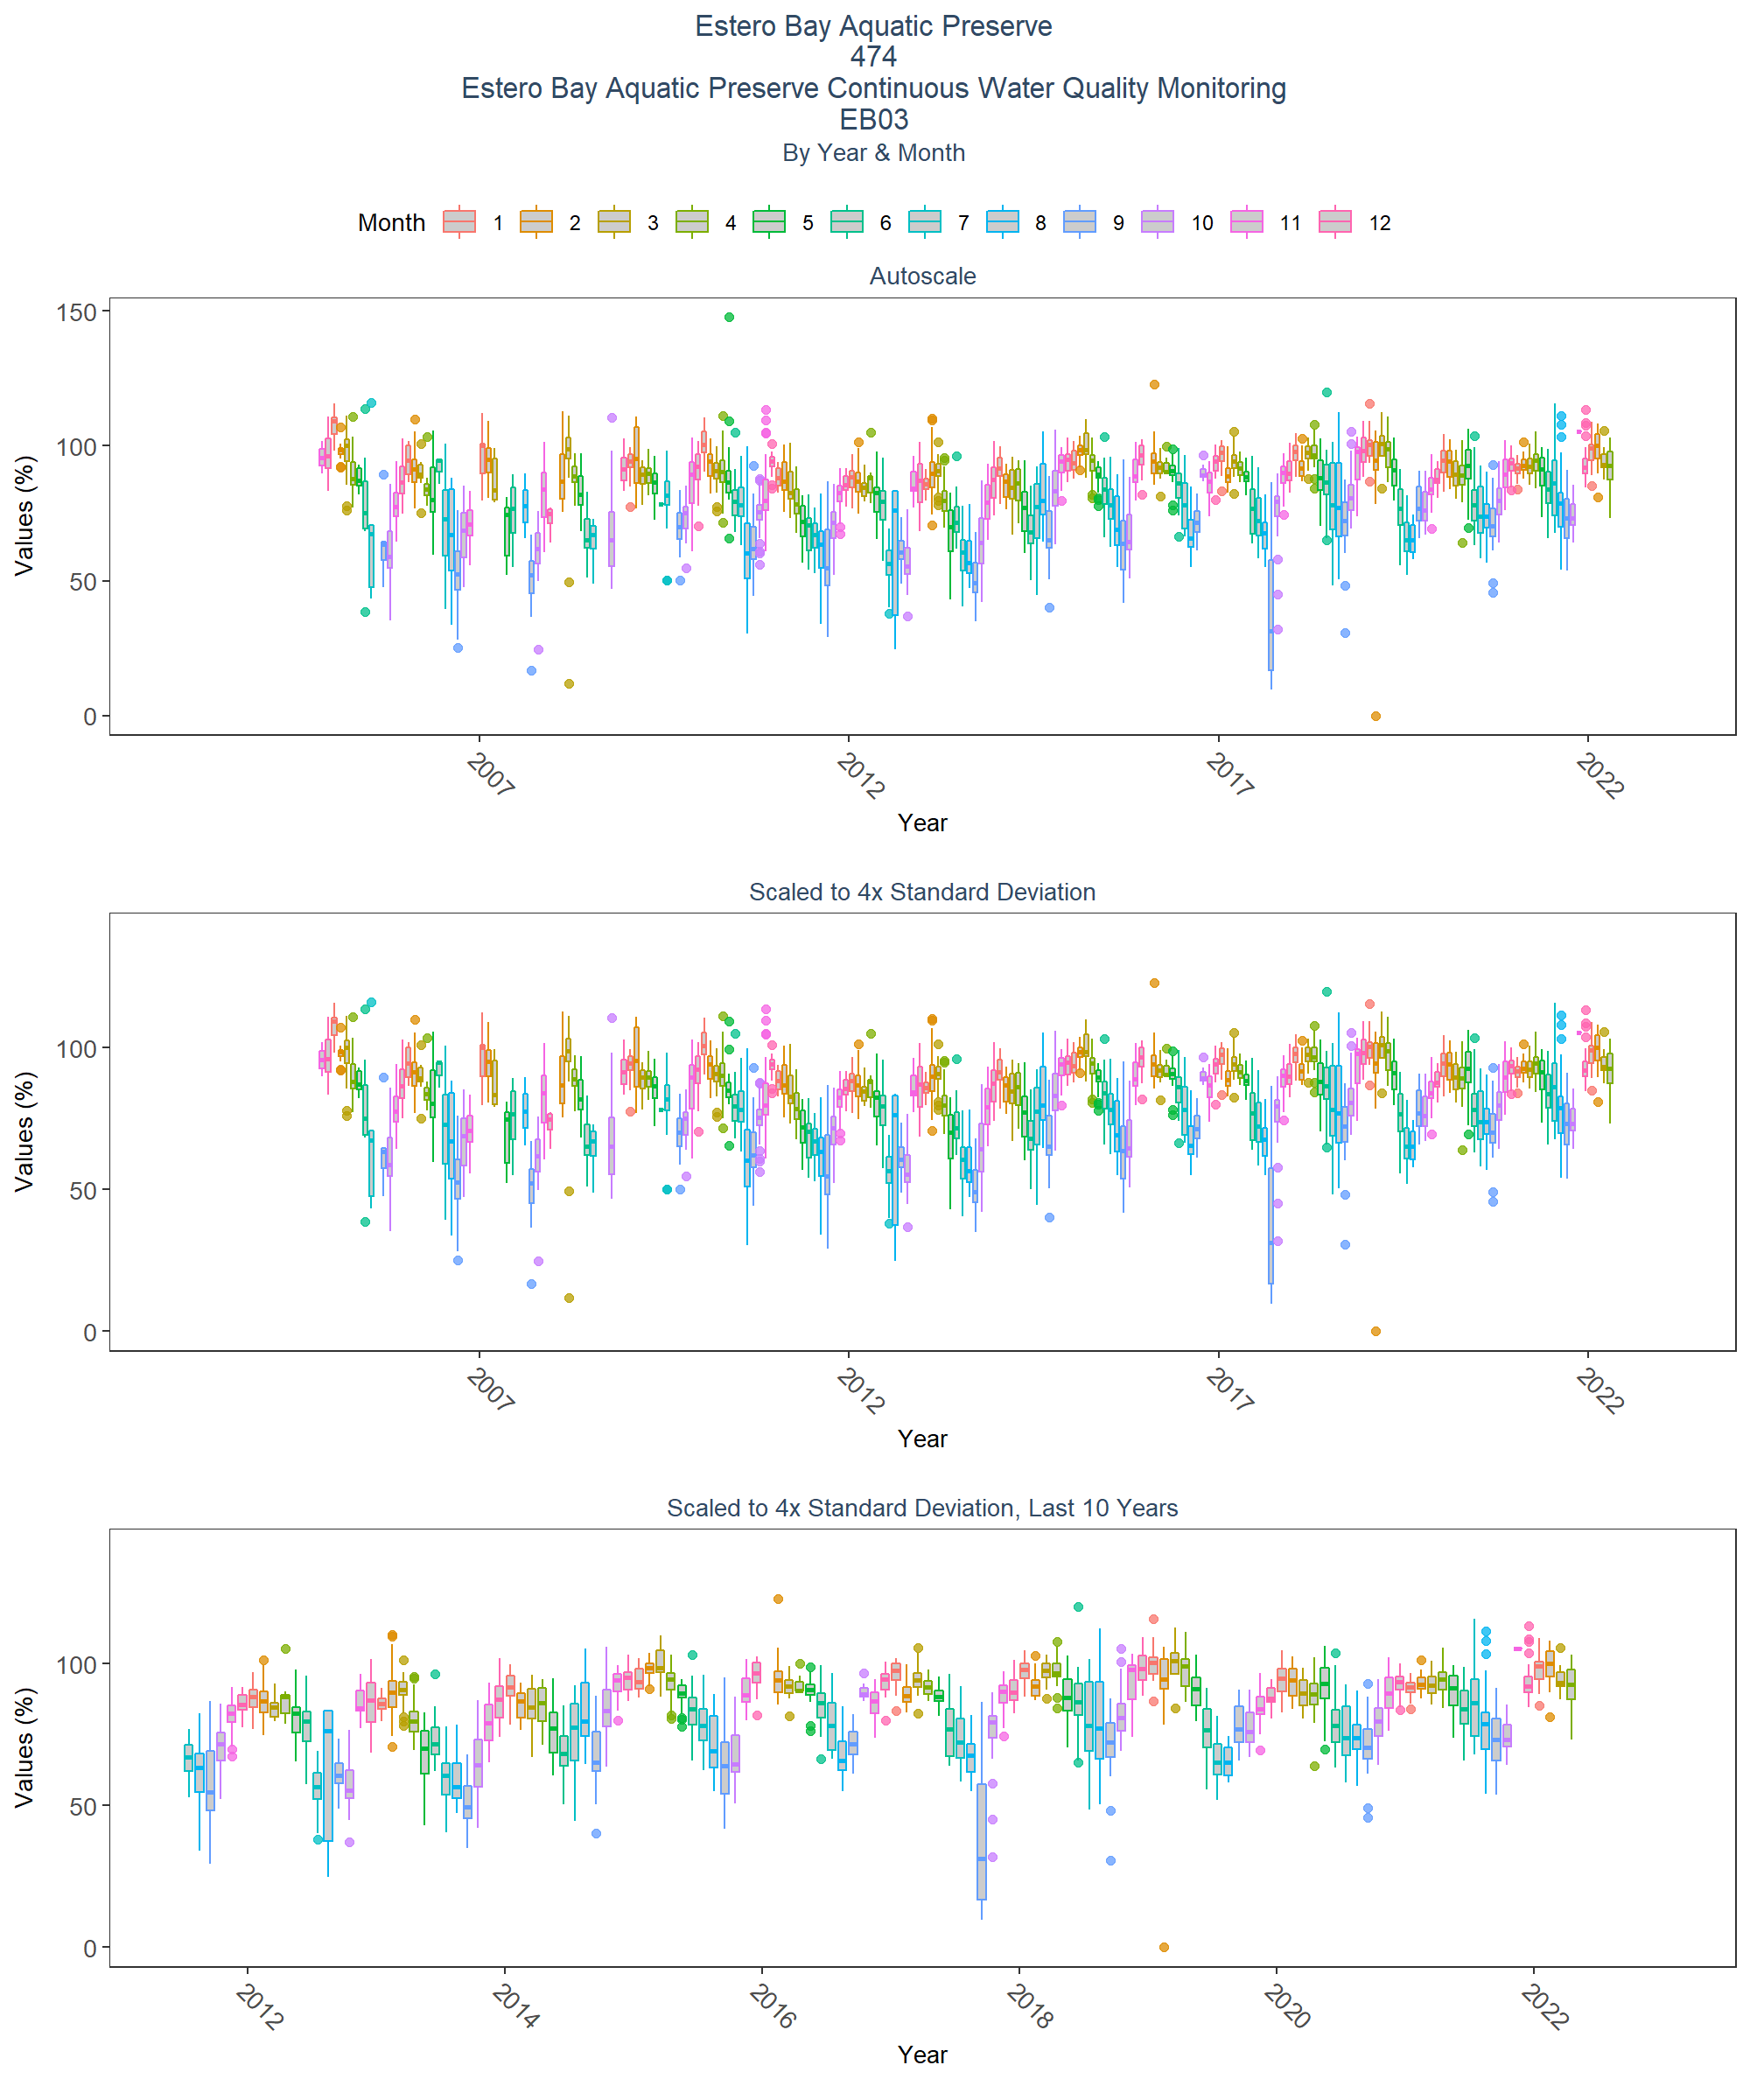 Estero Bay Aquatic Preserve
474
Estero Bay Aquatic Preserve Continuous Water Quality Monitoring
EB03
By Year & Month
Month 1 2 3 4 5 6 7 8 9 10 11 12
Autoscale
150
100
50
0
Values (%)
2007 2012 2017 2022
Year
Scaled to 4x Standard Deviation
100
50
0
Values (%)
2007 2012 2017 2022
Year
Scaled to 4x Standard Deviation, Last 10 Years
100
50
0
Values (%)
2012 2014 2016 2018 2020 2022
Year